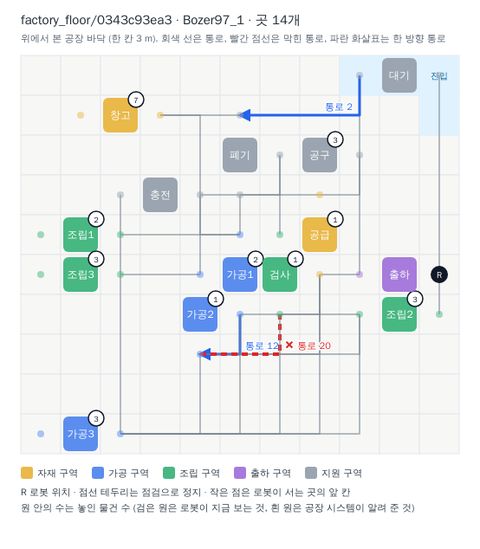 factory_floor/0343c93ea3 · Bozer97_1 · 곳 14개
위에서 본 공장 바닥 (한 칸 3 m). 회색 선은 통로, 빨간 점선은 막힌 통로, 파란 화살표는 한 방향 통로
대기
통로 2
7
창고
폐기
3
공구
충전
2
조립1
1
공급
3
조립3
2
가공1
1
검사
출하
R
1
가공2
3
조립2
통로 12
✖ 통로 20
3
가공3
자재 구역
가공 구역
조립 구역
출하 구역
지원 구역
R 로봇 위치 · 점선 테두리는 점검으로 정지 · 작은 점은 로봇이 서는 곳의 앞 칸
원 안의 수는 놓인 물건 수 (검은 원은 로봇이 지금 보는 것, 흰 원은 공장 시스템이 알려 준 것)